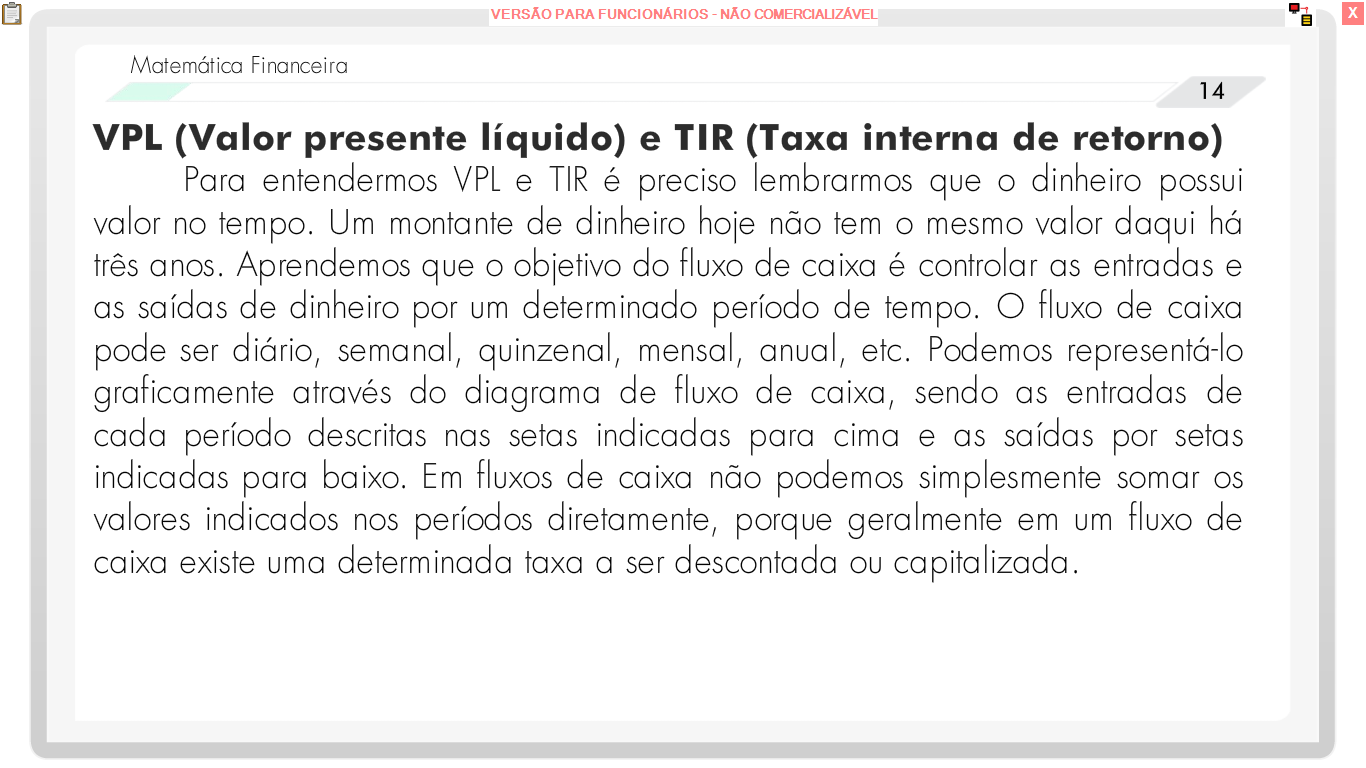 VERSÃO PARA FUNCIONÁRIOS - NÃO COMERCIALIZÁVEL
X
Matemática Financeira
14
VPL (Valor presente líquido) e TIR (Taxa interna de retorno)
Para entendermos VPL e TIR é preciso lembrarmos que o dinheiro possui
valor no tempo. Um montante de dinheiro hoje não tem o mesmo valor daqui há
três anos. Aprendemos que o objetivo do fluxo de caixa é controlar as entradas e
as saídas de dinheiro por um determinado período de tempo. O fluxo de caixa
pode ser diário, semanal, quinzenal, mensal, anual, etc. Podemos representá-lo
graficamente através do diagrama de fluxo de caixa, sendo as entradas de
cada período descritas nas setas indicadas para cima e as saídas por setas
indicadas para baixo. Em fluxos de caixa não podemos simplesmente somar os
valores indicados nos períodos diretamente, porque geralmente em um fluxo de
caixa existe uma determinada taxa a ser descontada ou capitalizada.